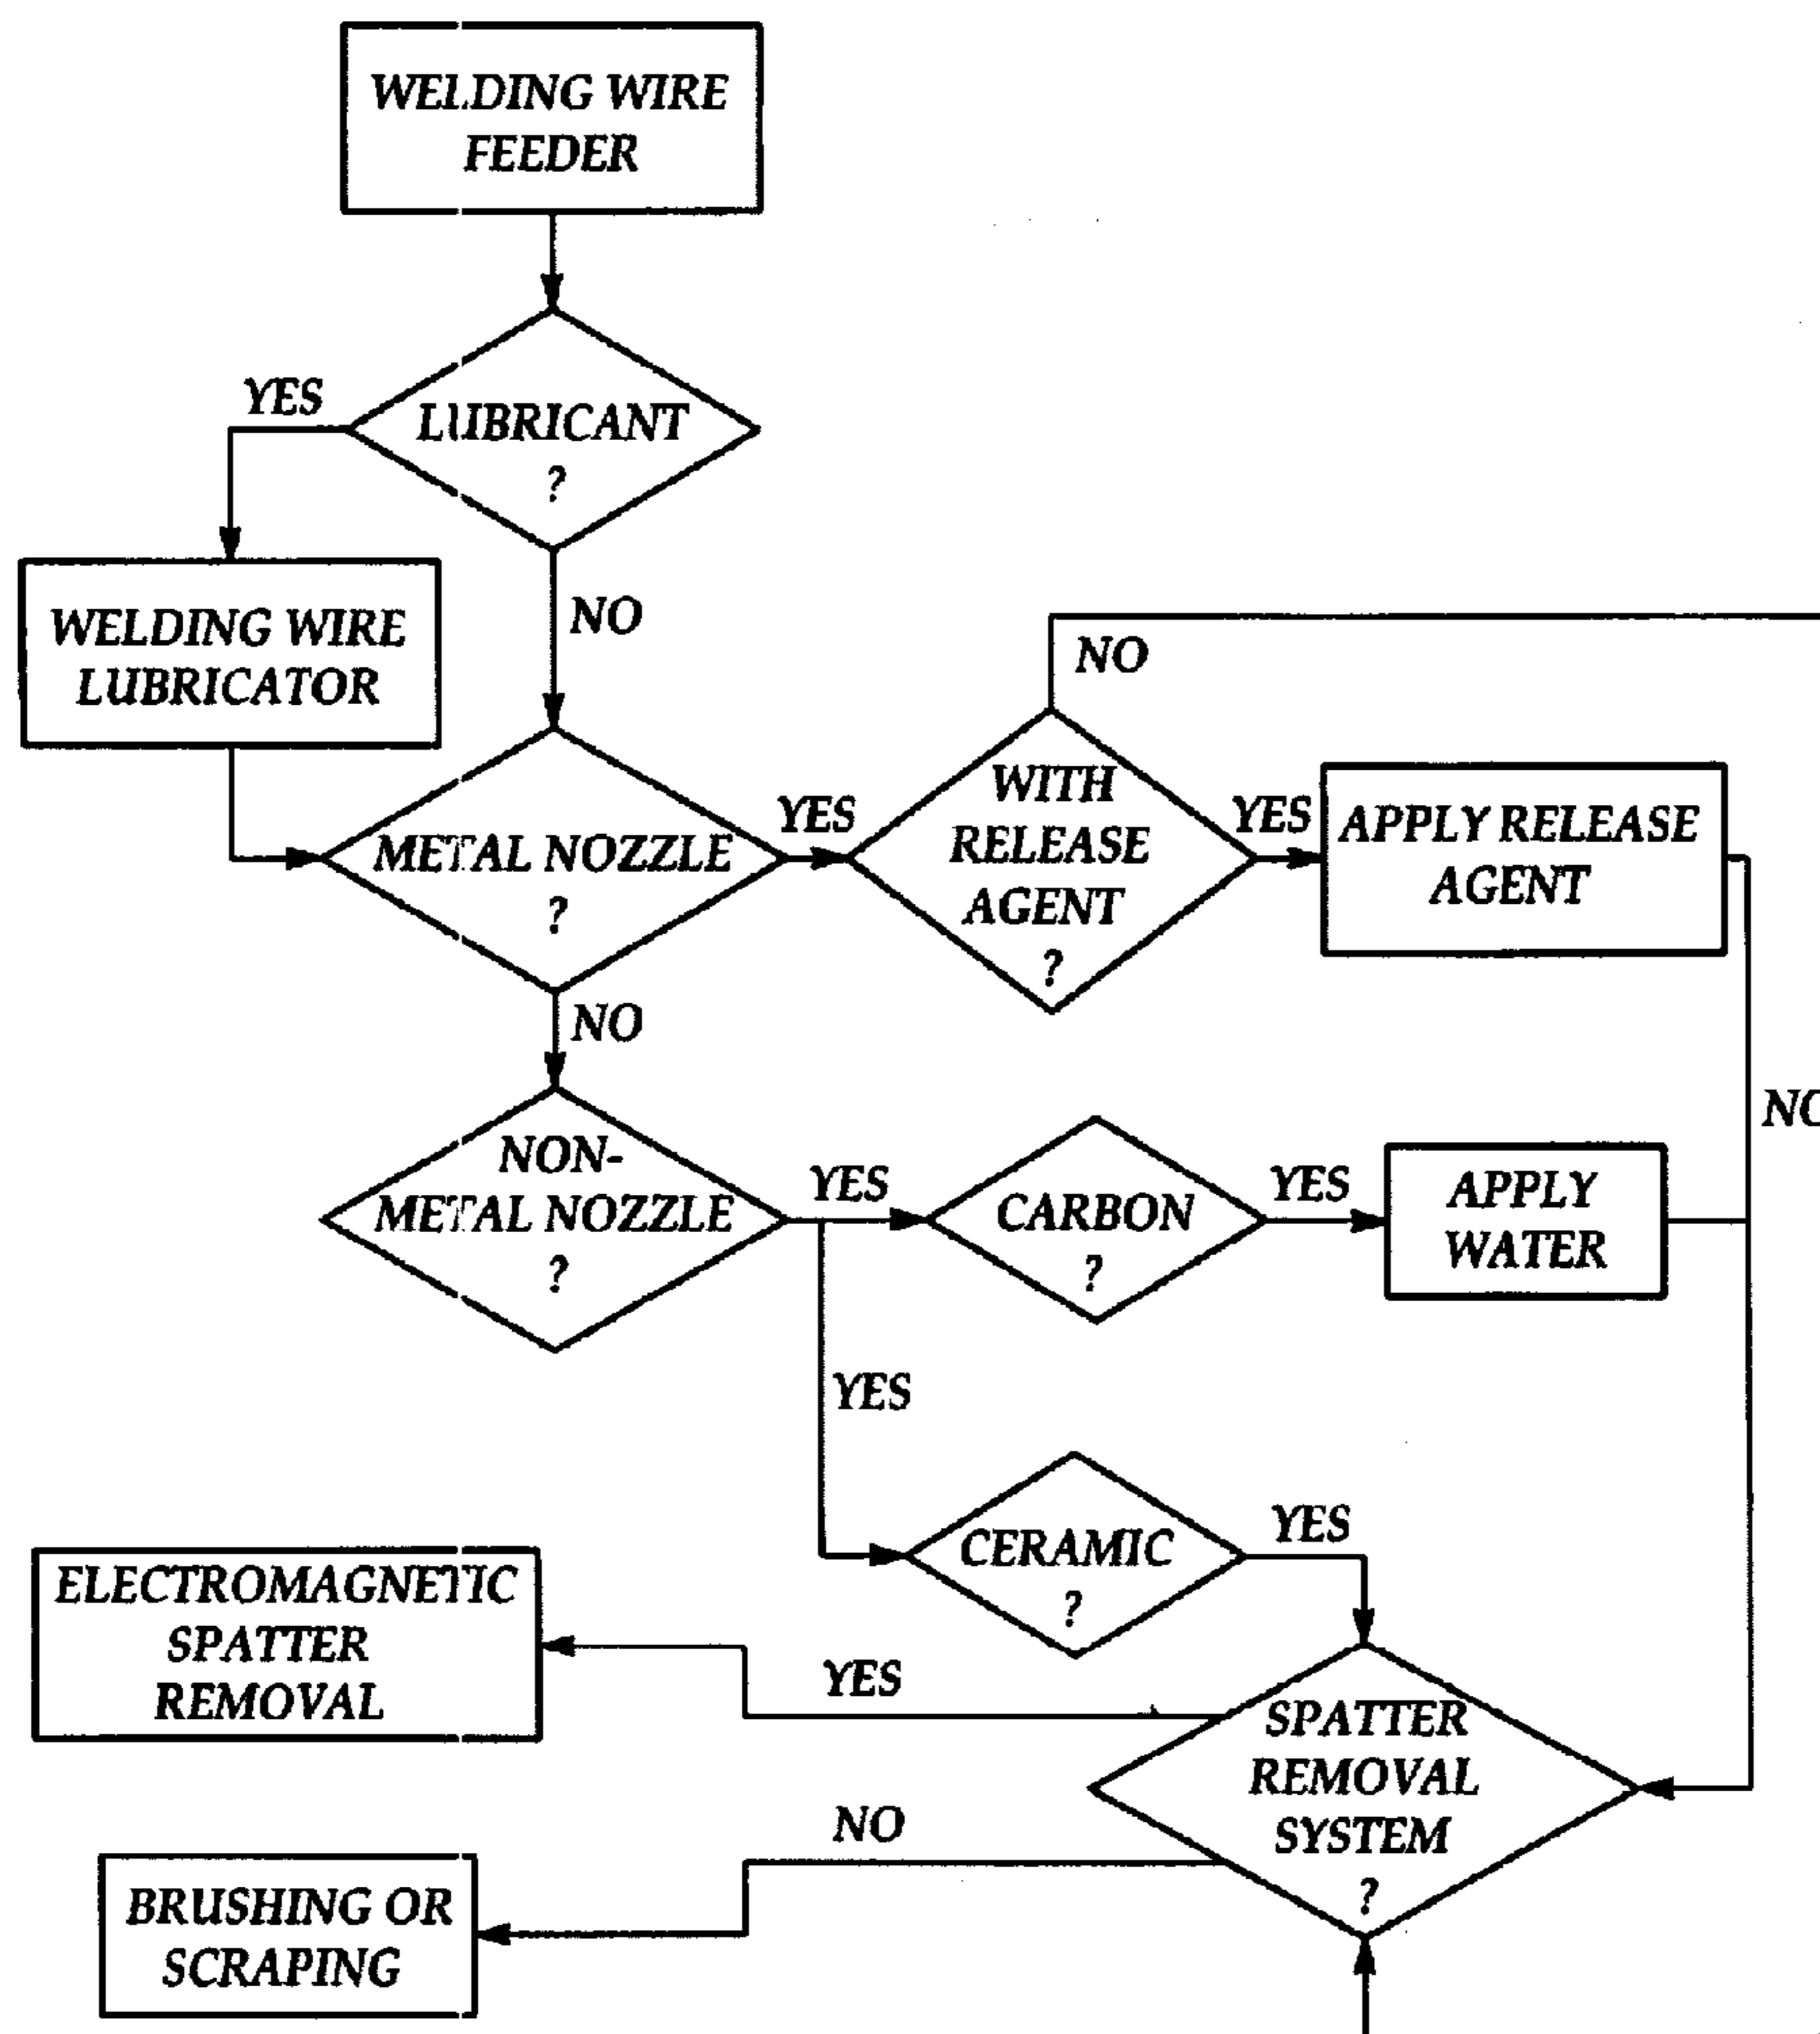 WELDING WIRE
FEEDER
YES
LUBRICANT
?
NO
WELDING WIRE
LUBRICATOR
NO
METAL NOZZLE
?
YES
WITH
RELEASE
AGENT
?
YES
APPLY RELEASE
AGENT
NO
NON-
METAL NOZZLE
?
YES
CARBON
?
YES
APPLY
WATER
YES
CERAMIC
?
YES
ELECTROMAGNETIC
SPATTER
REMOVAL
YES
SPATTER
REMOVAL
SYSTEM
?
NO
BRUSHING OR
SCRAPING